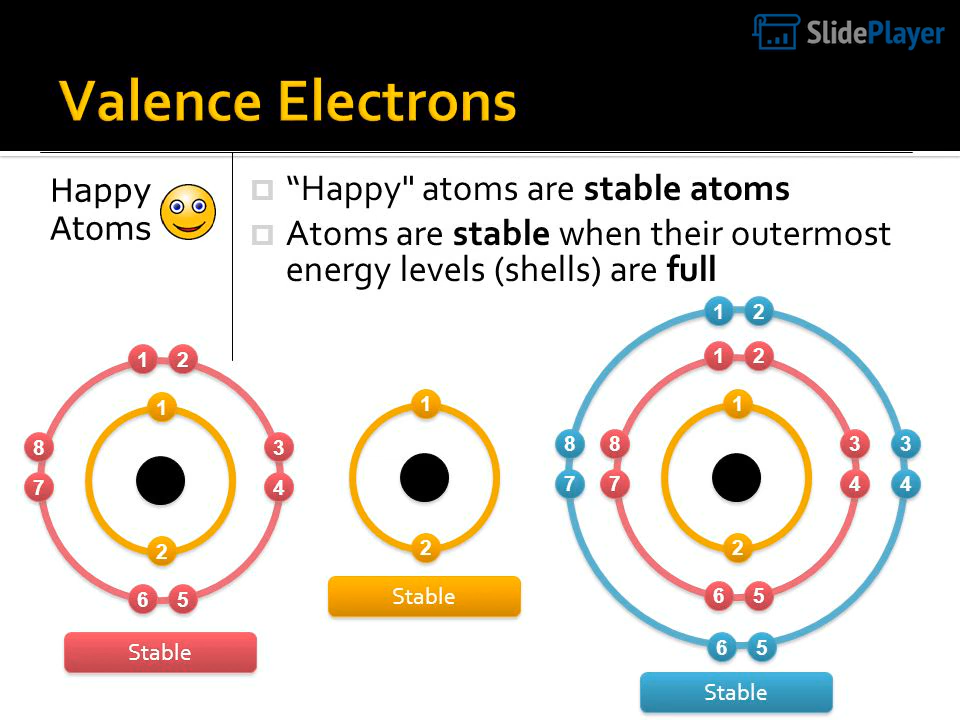 SlidePlayer
Valence Electrons
Happy
Atoms
“Happy" atoms are stable atoms
Atoms are stable when their outermost
energy levels (shells) are full
1 2
1
8 3
7 4
2
6 5
Stable
1
2
Stable
1 2
1 2
1
8 8 3 3
7 7 4 4
2
6 5
6 5
Stable